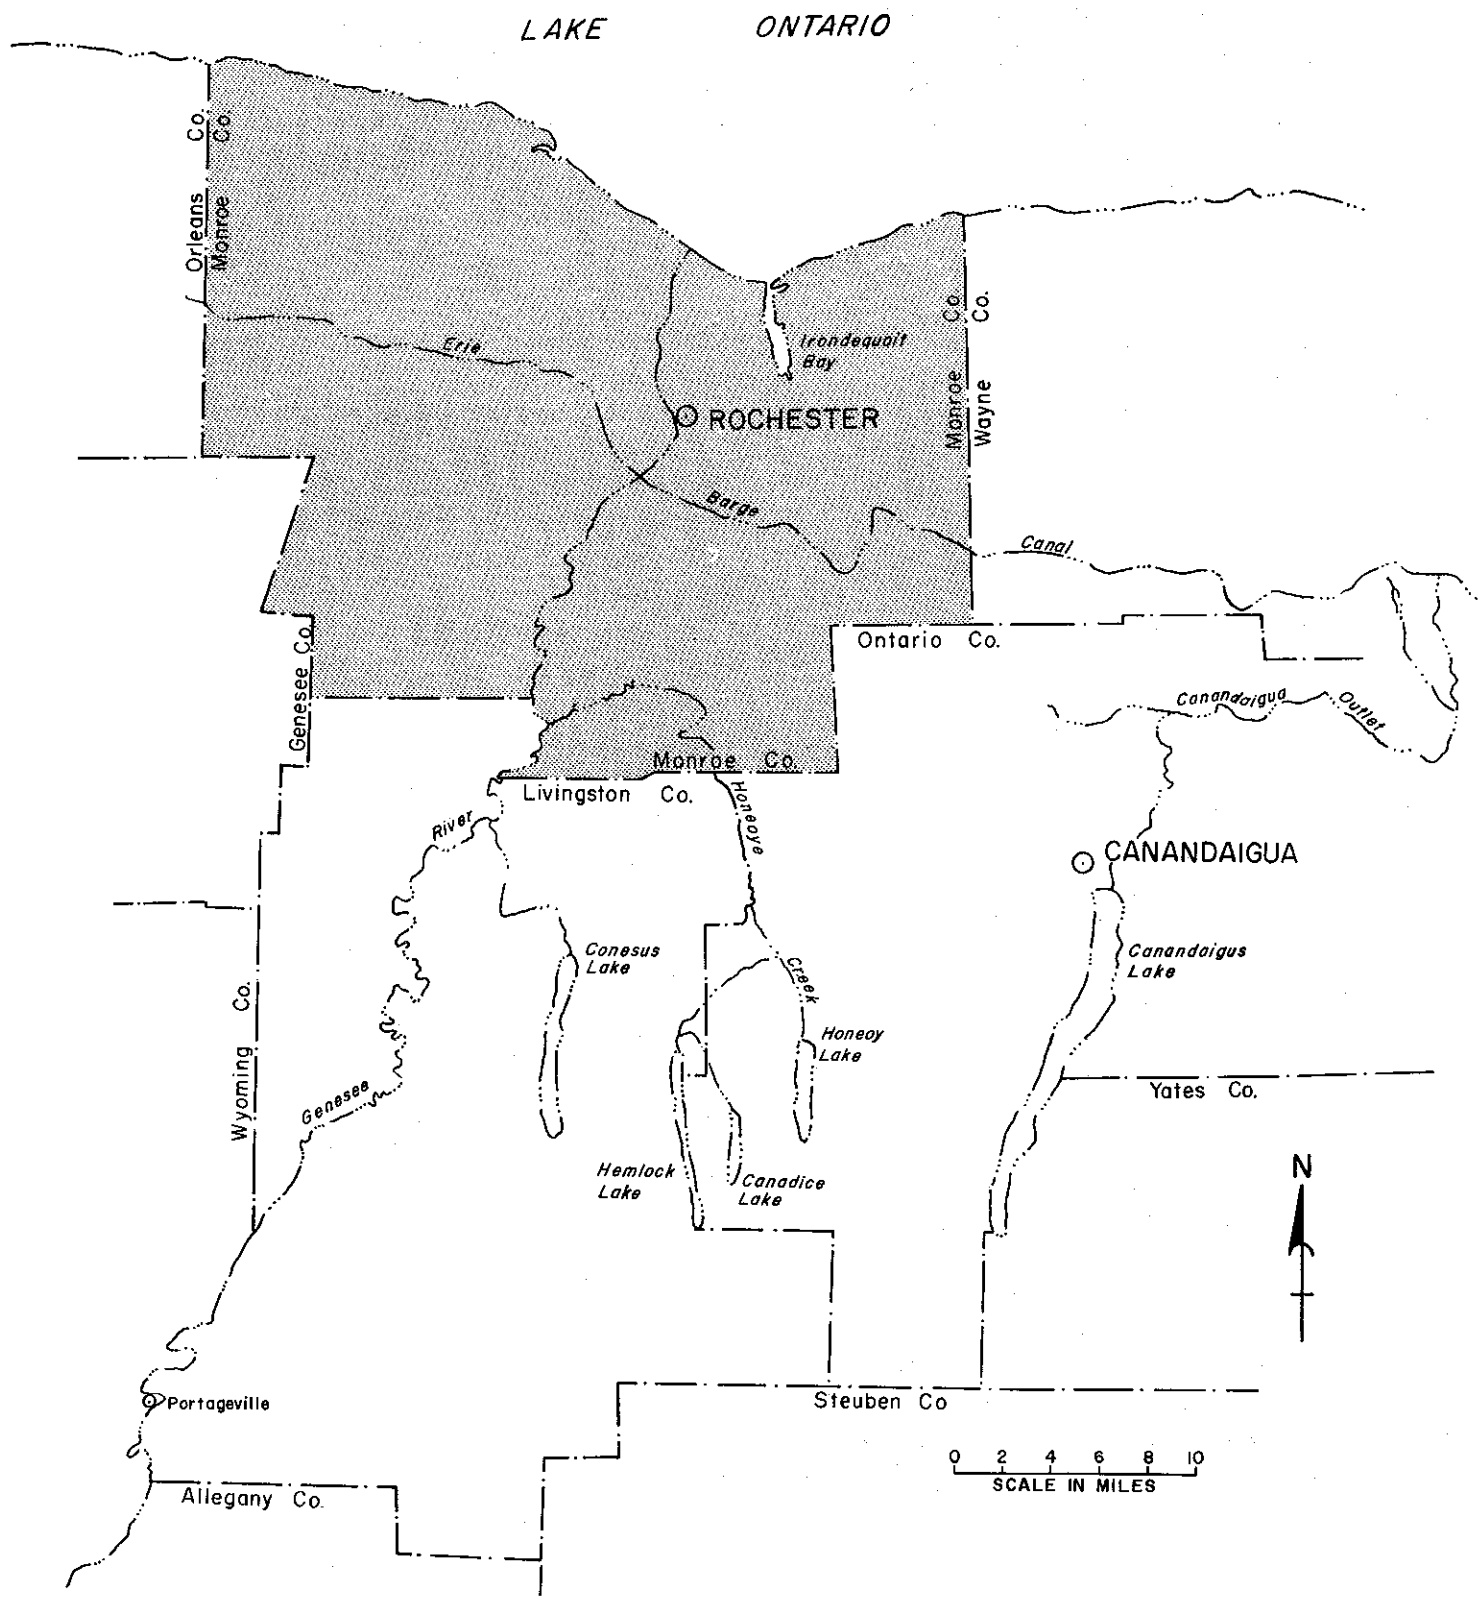 LAKE ONTARIO
Orleans Co.
Monroe Co.
Erie
Irondequoit
Bay
ROCHESTER
Monroe Co.
Wayne Co.
Barge
Canal
Ontario Co.
Genesee Co.
Canandaigua
Outlet
Monroe Co.
Livingston Co.
Honeoye
River
CANANDAIGUA
Conesus
Lake
Creek
Canandaigus
Lake
Wyoming Co.
Honeoy
Lake
Genesee
Yates Co.
Hemlock
Lake
Canadice
Lake
N
Portageville
Steuben Co
0 2 4 6 8 10
SCALE IN MILES
Allegany Co.